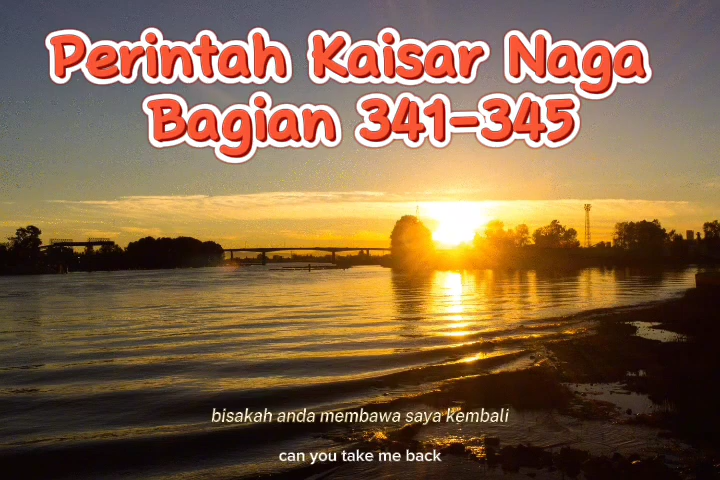 Perintah Kaisar Naga
Bagian 341-345
bisakah anda membawa saya kembali
can you take me back